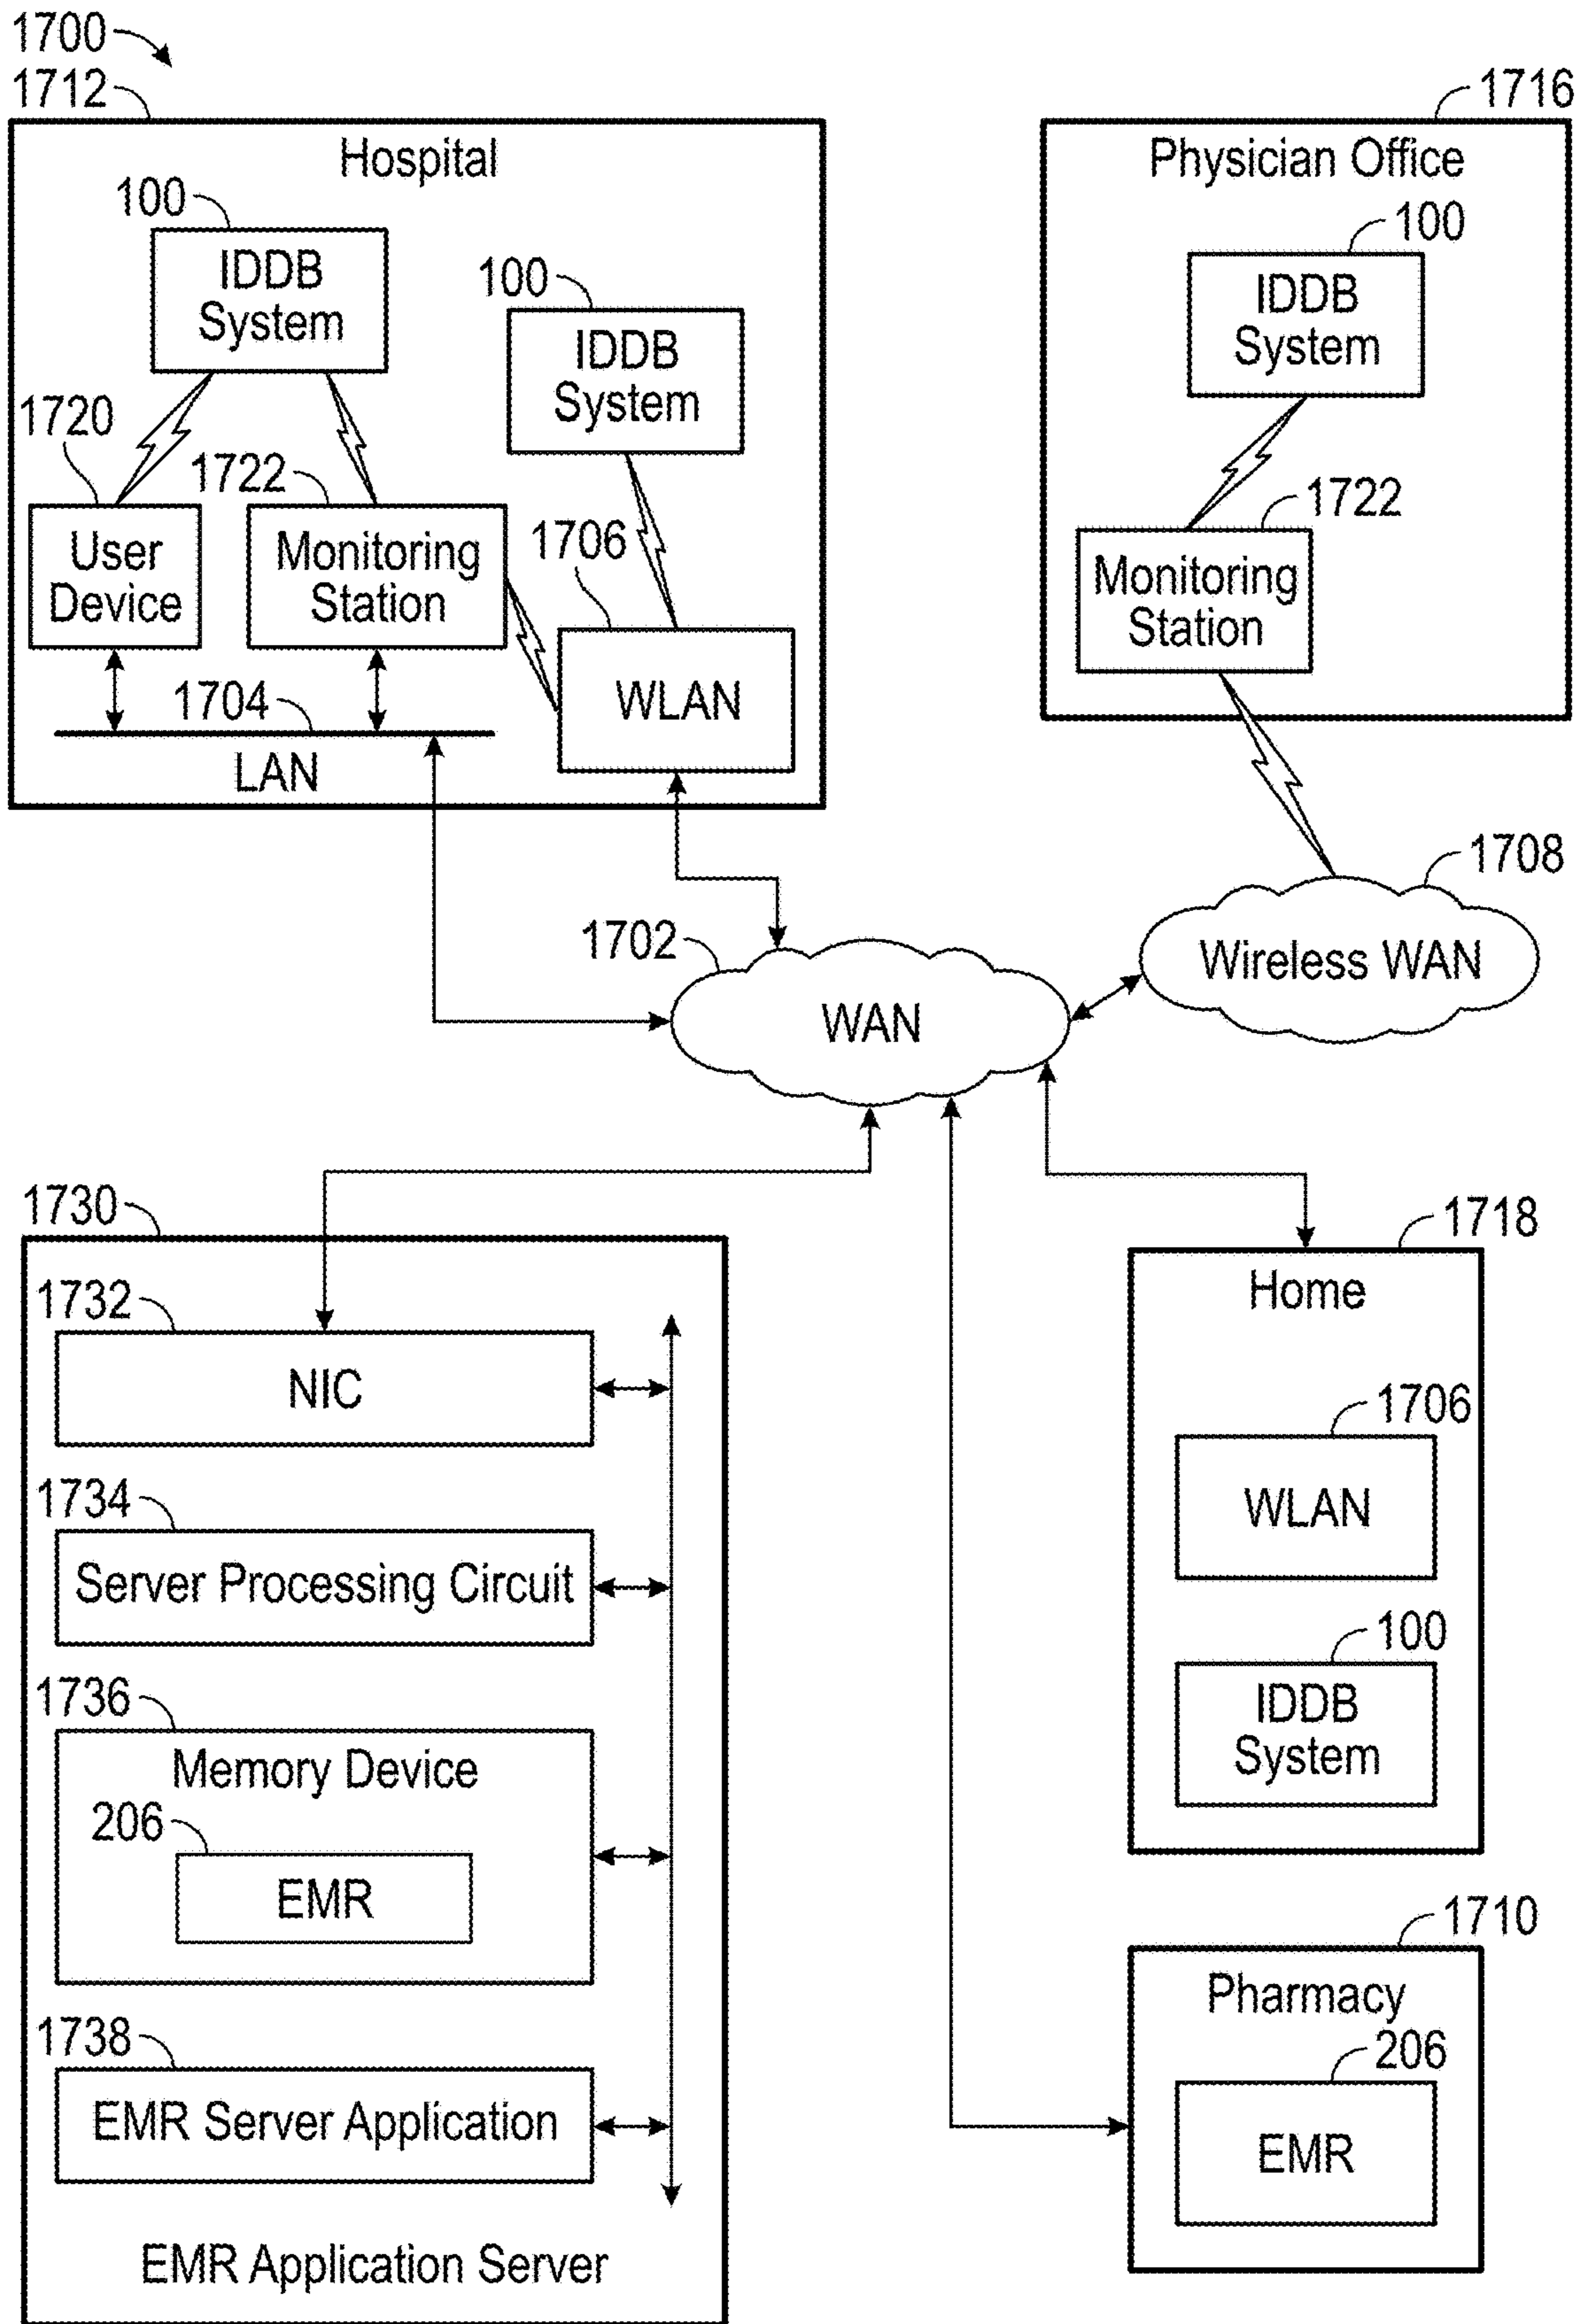 1700
1712
Hospital
100
IDDB
System
100
IDDB
System
1720
User
Device
1722
Monitoring
Station
1706
WLAN
1704
LAN
1716
Physician Office
100
IDDB
System
1722
Monitoring
Station
1708
Wireless WAN
1702
WAN
1730
1732
NIC
1734
Server Processing Circuit
1736
Memory Device
206
EMR
1738
EMR Server Application
EMR Application Server
1718
Home
1706
WLAN
100
IDDB
System
1710
Pharmacy
206
EMR